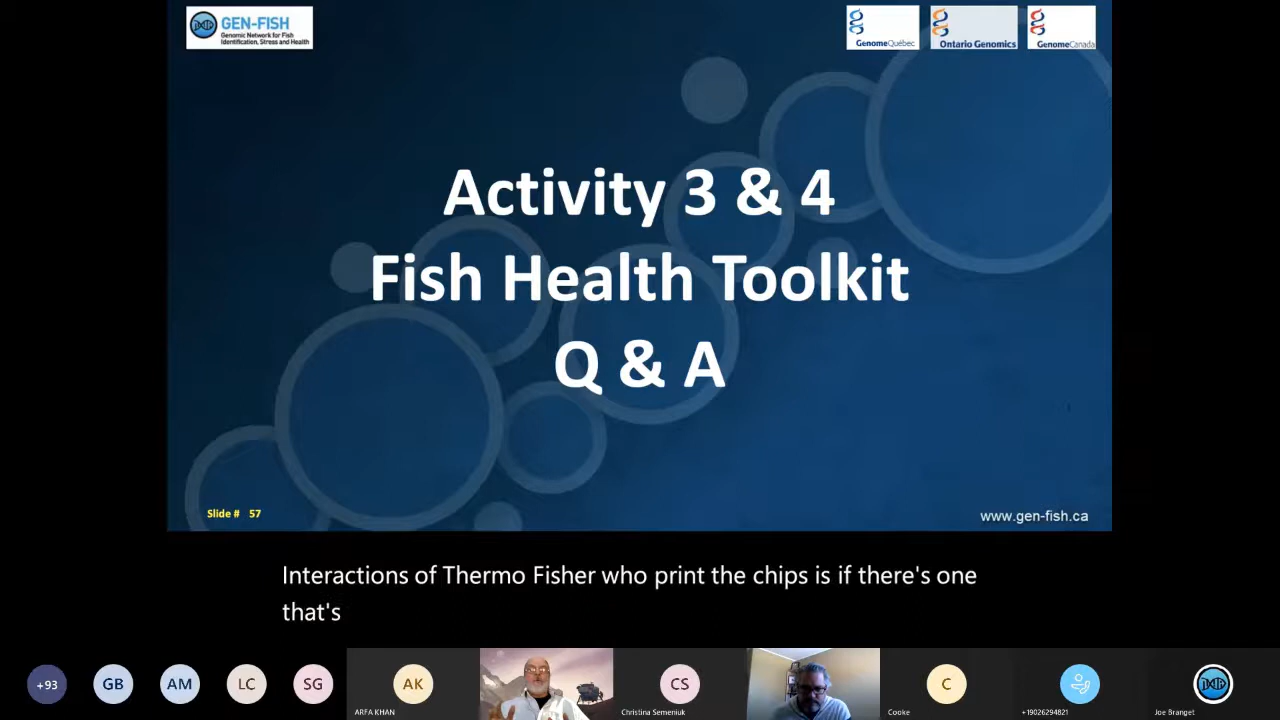 GEN-FISH
Genomic Network for Fish
Identification, Stress and Health
GenomeQuébec
Ontario Genomics
GenomeCanada
Activity 3 & 4
Fish Health Toolkit
Q & A
Slide # 57
www.gen-fish.ca
Interactions of Thermo Fisher who print the chips is if there's one
that's
+93
GB
AM
LC
SG
AK
ARFA KHAN
CS
Christina Semeniuk
C
Cooke
+19026294821
Joe Branget